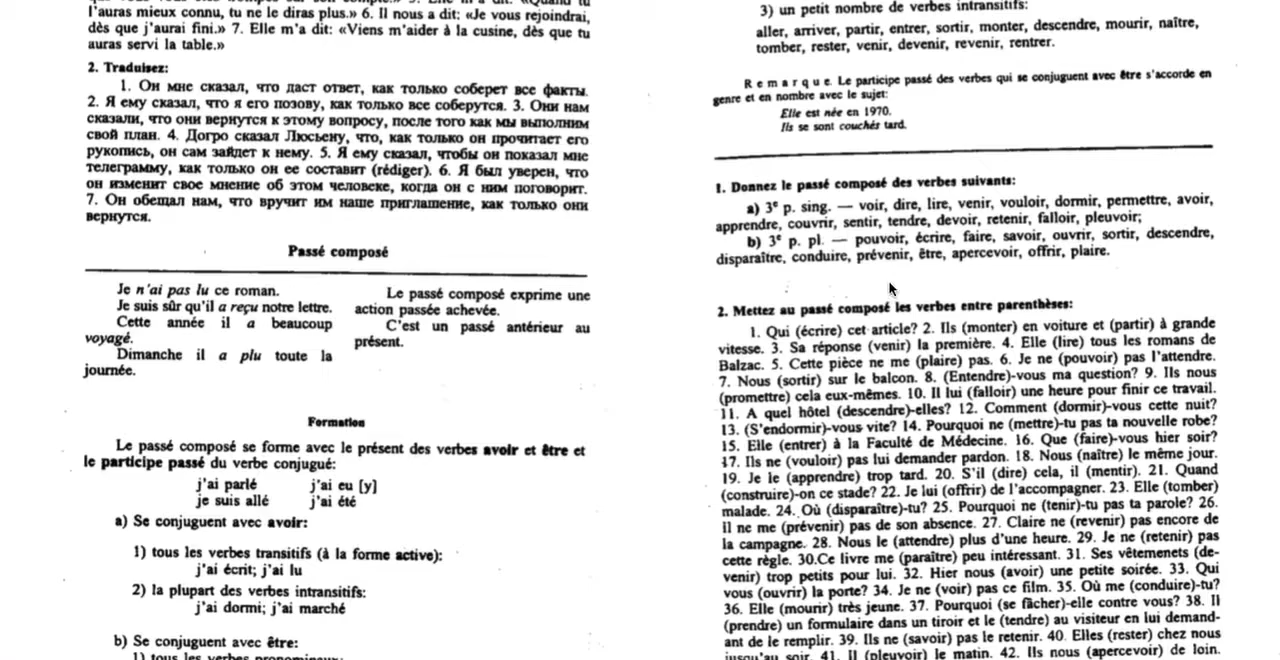 l'auras mieux connu, tu ne le diras plus.» 6. Il nous a dit: «Je vous rejoindrai,
dès que j'aurai fini.» 7. Elle m'a dit: «Viens m'aider à la cusine, dès que tu
auras servi la table.»
2. Traduisez:
1. Он мне сказал, что даст ответ, как только соберет все факты.
2. Я ему сказал, что я его позову, как только все соберутся. 3. Они нам
сказали, что они вернутся к этому вопросу, после того как мы выполним
свой план. 4. Догро сказал Люсьену, что, как только он прочитает его
рукопись, он сам зайдет к нему. 5. Я ему сказал, чтобы он показал мне
телеграмму, как только он ее составит (rédiger). 6. Я был уверен, что
он изменит свое мнение об этом человеке, когда он с ним поговорит.
7. Он обещал нам, что вручит им наше приглашение, как только они
вернутся.
Passé composé
Je n'ai pas lu ce roman.
Je suis sûr qu'il a reçu notre lettre.
Cette année il a beaucoup
voyagé.
Dimanche il a plu toute la
journée.
Le passé composé exprime une
action passée achevée.
C'est un passé antérieur au
présent.
Formation
Le passé composé se forme avec le présent des verbes avoir et être et
le participe passé du verbe conjugué:
j'ai parlé j'ai eu [y]
je suis allé j'ai été
a) Se conjuguent avec avoir:
1) tous les verbes transitifs (à la forme active):
j'ai écrit; j'ai lu
2) la plupart des verbes intransitifs:
j'ai dormi; j'ai marché
b) Se conjuguent avec être:
1) tous les verbes pronominaux:
3) un petit nombre de verbes intransitifs:
aller, arriver, partir, entrer, sortir, monter, descendre, mourir, naître,
tomber, rester, venir, devenir, revenir, rentrer.
Remarque. Le participe passé des verbes qui se conjuguent avec être s'accorde en
genre et en nombre avec le sujet:
Elle est née en 1970.
Ils se sont couchés tard.
1. Donnez le passé composé des verbes suivants:
a) 3e p. sing. — voir, dire, lire, venir, vouloir, dormir, permettre, avoir,
apprendre, couvrir, sentir, tendre, devoir, retenir, falloir, pleuvoir;
b) 3e p. pl. — pouvoir, écrire, faire, savoir, ouvrir, sortir, descendre,
disparaître, conduire, prévenir, être, apercevoir, offrir, plaire.
2. Mettez au passé composé les verbes entre parenthèses:
1. Qui (écrire) cet article? 2. Ils (monter) en voiture et (partir) à grande
vitesse. 3. Sa réponse (venir) la première. 4. Elle (lire) tous les romans de
Balzac. 5. Cette pièce ne me (plaire) pas. 6. Je ne (pouvoir) pas l'attendre.
7. Nous (sortir) sur le balcon. 8. (Entendre)-vous ma question? 9. Ils nous
(promettre) cela eux-mêmes. 10. Il lui (falloir) une heure pour finir ce travail.
11. A quel hôtel (descendre)-elles? 12. Comment (dormir)-vous cette nuit?
13. (S'endormir)-vous vite? 14. Pourquoi ne (mettre)-tu pas ta nouvelle robe?
15. Elle (entrer) à la Faculté de Médecine. 16. Que (faire)-vous hier soir?
17. Ils ne (vouloir) pas lui demander pardon. 18. Nous (naître) le même jour.
19. Je le (apprendre) trop tard. 20. S'il (dire) cela, il (mentir). 21. Quand
(construire)-on ce stade? 22. Je lui (offrir) de l'accompagner. 23. Elle (tomber)
malade. 24. Où (disparaître)-tu? 25. Pourquoi ne (tenir)-tu pas ta parole? 26.
Il ne me (prévenir) pas de son absence. 27. Claire ne (revenir) pas encore de
la campagne. 28. Nous le (attendre) plus d'une heure. 29. Je ne (retenir) pas
cette règle. 30.Ce livre me (paraître) peu intéressant. 31. Ses vêtemenets (de-
venir) trop petits pour lui. 32. Hier nous (avoir) une petite soirée. 33. Qui
vous (ouvrir) la porte? 34. Je ne (voir) pas ce film. 35. Où me (conduire)-tu?
36. Elle (mourir) très jeune. 37. Pourquoi (se fâcher)-elle contre vous? 38. Il
(prendre) un formulaire dans un tiroir et le (tendre) au visiteur en lui demand-
ant de le remplir. 39. Ils ne (savoir) pas le retenir. 40. Elles (rester) chez nous
jusqu'au soir. 41. Il (pleuvoir) le matin. 42. Ils nous (apercevoir) de loin.